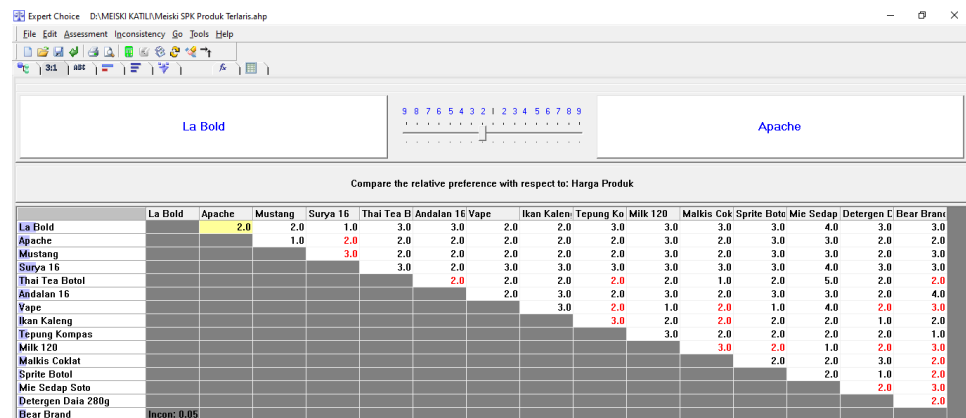 Expert Choice D:\MEISKI KATILI\Meiski SPK Produk Terlaris.ahp
File Edit Assessment Inconsistency Go Tools Help
3:1 ABC fx
9 8 7 6 5 4 3 2 1 2 3 4 5 6 7 8 9
La Bold Apache
Compare the relative preference with respect to: Harga Produk
La Bold Apache Mustang Surya 16 Thai Tea B Andalan 16 Vape Ikan Kalen Tepung Ko Milk 120 Malkis Cok Sprite Boto Mie Sedap Detergen D Bear Brand
La Bold 2.0 2.0 1.0 3.0 3.0 2.0 2.0 3.0 3.0 3.0 3.0 4.0 3.0 3.0
Apache 1.0 2.0 2.0 2.0 2.0 2.0 3.0 3.0 2.0 3.0 3.0 2.0 2.0
Mustang 3.0 2.0 2.0 2.0 2.0 3.0 3.0 2.0 3.0 3.0 2.0 3.0
Surya 16 3.0 2.0 3.0 3.0 3.0 3.0 3.0 3.0 4.0 3.0 3.0
Thai Tea Botol 2.0 2.0 2.0 2.0 2.0 1.0 2.0 5.0 2.0 2.0
Andalan 16 2.0 3.0 2.0 3.0 2.0 3.0 3.0 2.0 4.0
Vape 3.0 2.0 1.0 2.0 1.0 4.0 2.0 3.0
Ikan Kaleng 3.0 2.0 2.0 2.0 2.0 1.0 2.0
Tepung Kompas 3.0 2.0 2.0 2.0 2.0 1.0
Milk 120 3.0 2.0 1.0 2.0 3.0
Malkis Coklat 2.0 2.0 3.0 2.0
Sprite Botol 2.0 1.0 2.0
Mie Sedap Soto 2.0 3.0
Detergen Daia 280g 2.0
Bear Brand Incon: 0.05